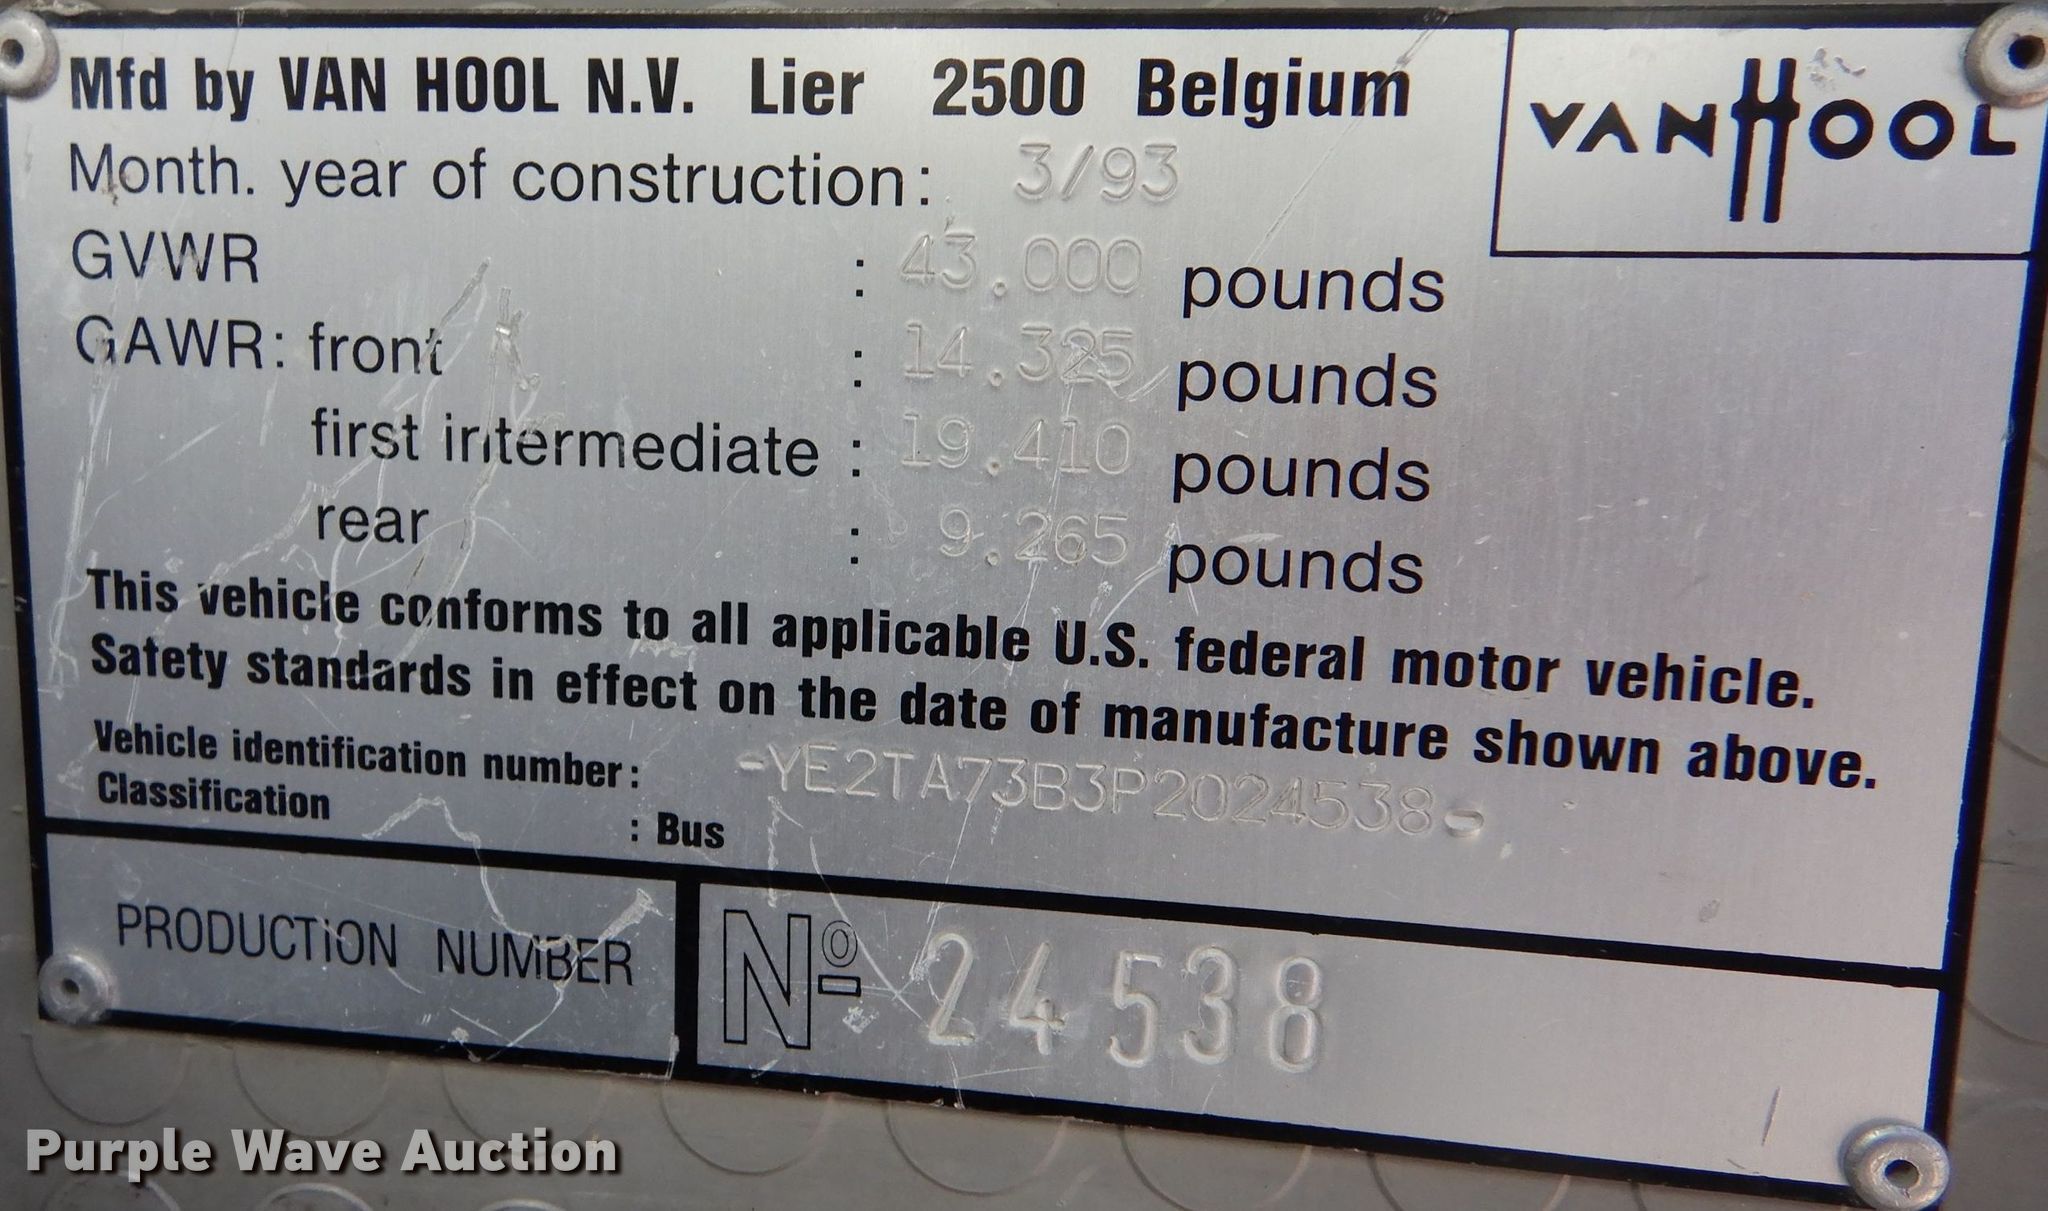 Mfd by VAN HOOL N.V. Lier 2500 Belgium
VANHOOL
Month. year of construction: 3/93
GVWR : 43.000 pounds
GAWR: front : 14.325 pounds
first intermediate : 19.410 pounds
rear : 9.265 pounds
This vehicle conforms to all applicable U.S. federal motor vehicle.
Safety standards in effect on the date of manufacture shown above.
Vehicle identification number: -YE2TA73B3P2024538-
Classification : Bus
PRODUCTION NUMBER Nº 24538
Purple Wave Auction